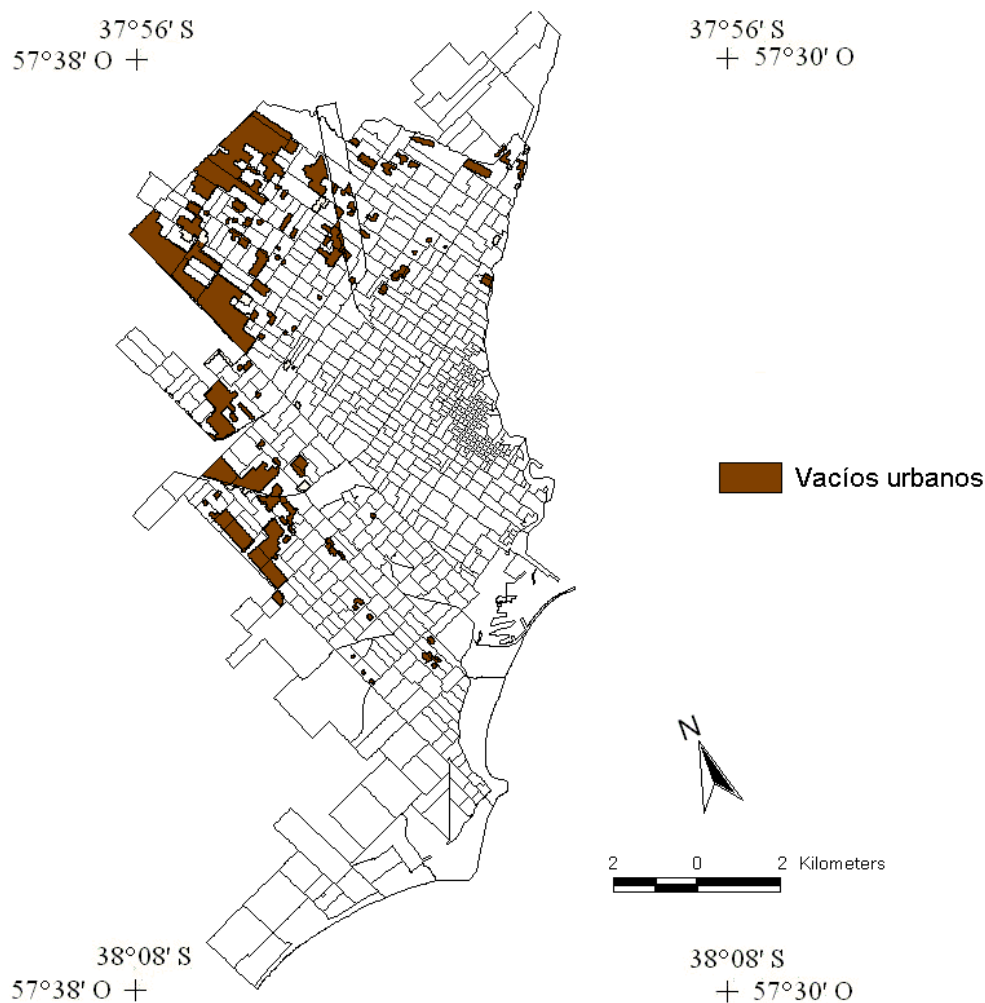 37°56' S
57°38' O
37°56' S
57°30' O
Vacíos urbanos
N
2 0 2 Kilometers
38°08' S
57°38' O
38°08' S
57°30' O